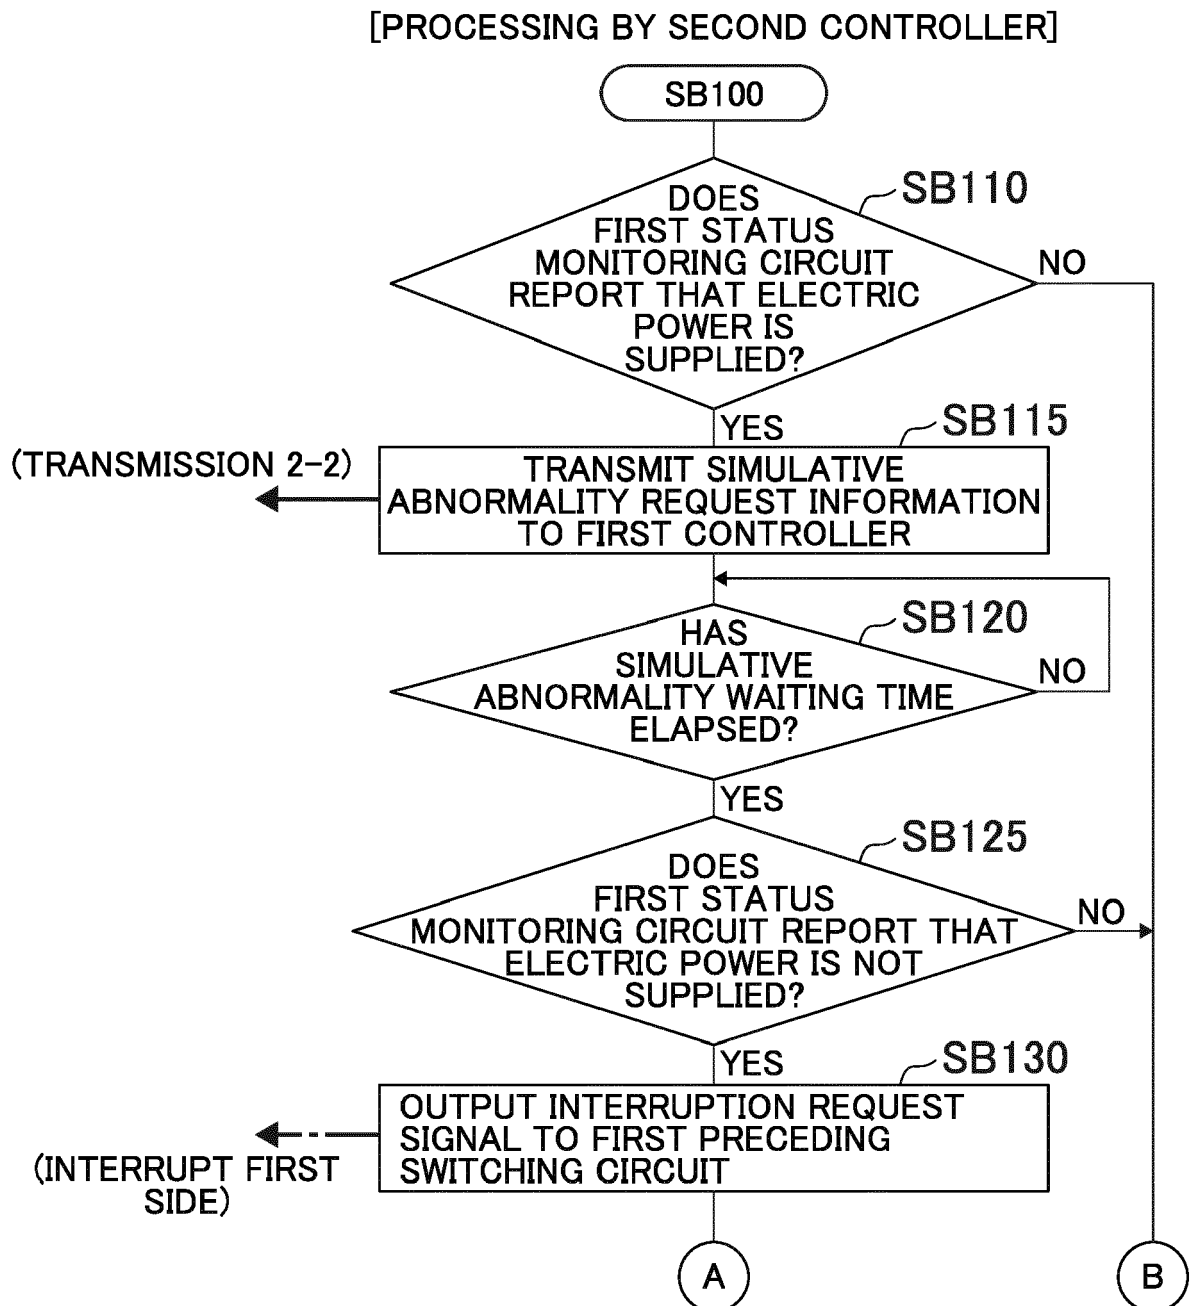 [PROCESSING BY SECOND CONTROLLER]
SB100
SB110
DOES
FIRST STATUS
MONITORING CIRCUIT
REPORT THAT ELECTRIC
POWER IS
SUPPLIED?
NO
YES
SB115
(TRANSMISSION 2-2)
TRANSMIT SIMULATIVE
ABNORMALITY REQUEST INFORMATION
TO FIRST CONTROLLER
SB120
HAS
SIMULATIVE
ABNORMALITY WAITING TIME
ELAPSED?
NO
YES
SB125
DOES
FIRST STATUS
MONITORING CIRCUIT REPORT THAT
ELECTRIC POWER IS NOT
SUPPLIED?
NO
YES
SB130
OUTPUT INTERRUPTION REQUEST
SIGNAL TO FIRST PRECEDING
SWITCHING CIRCUIT
(INTERRUPT FIRST
SIDE)
A
B